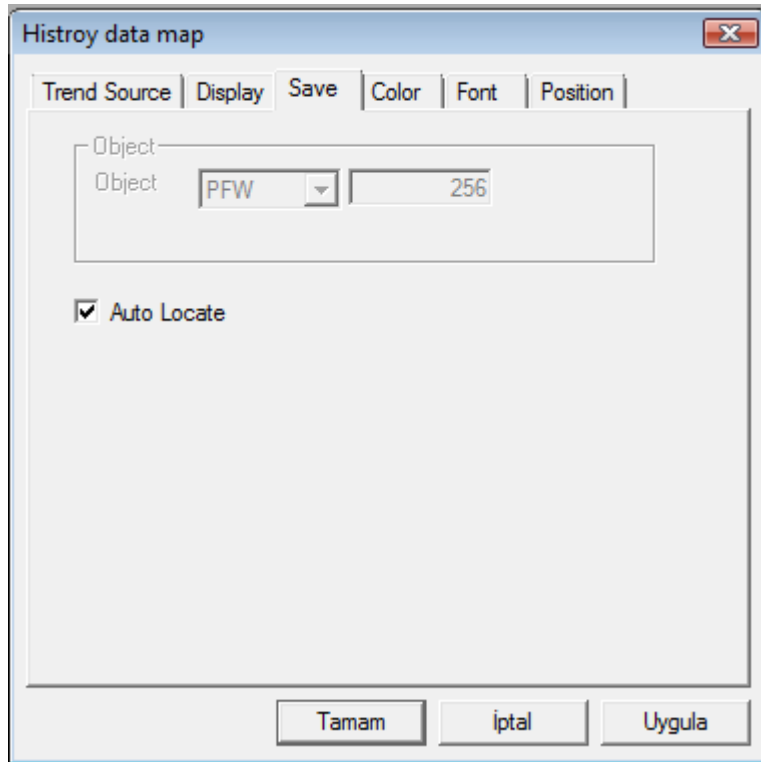 Histroy data map
Trend Source Display Save Color Font Position
Object
Object PFW 256
Auto Locate
Tamam İptal Uygula